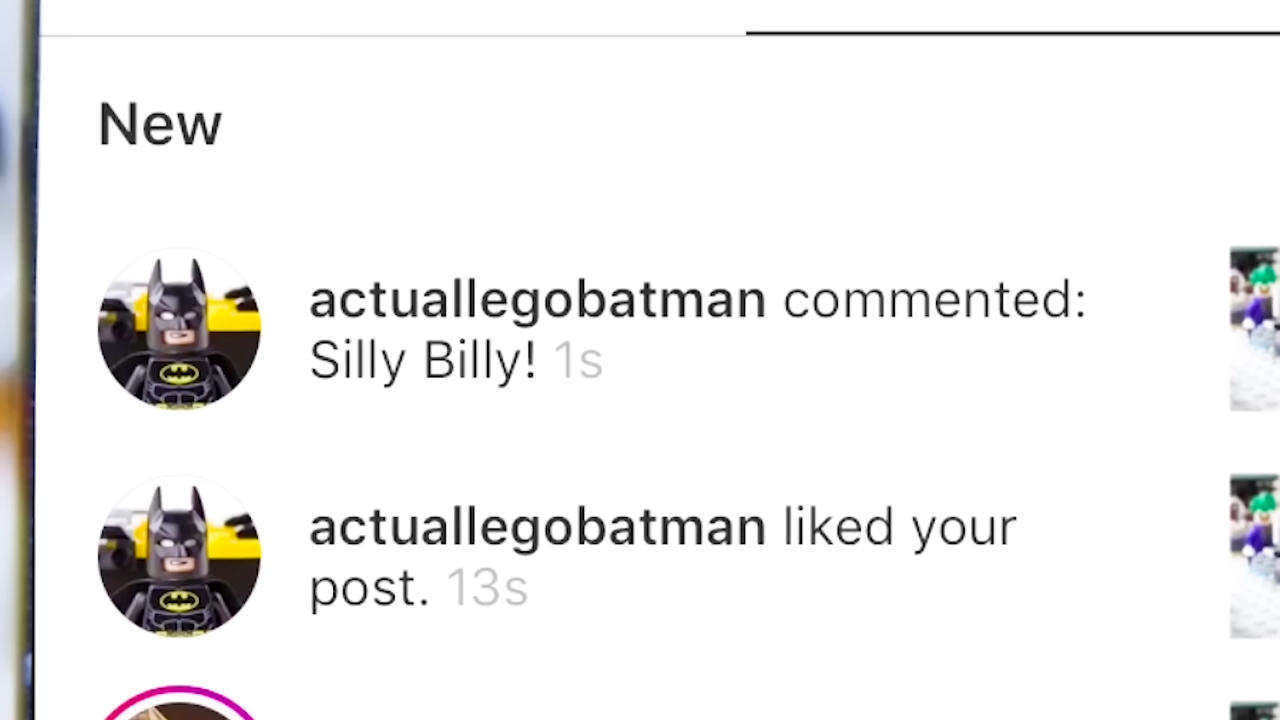 New
actuallegobatman commented:
Silly Billy! 1s
actuallegobatman liked your
post. 13s